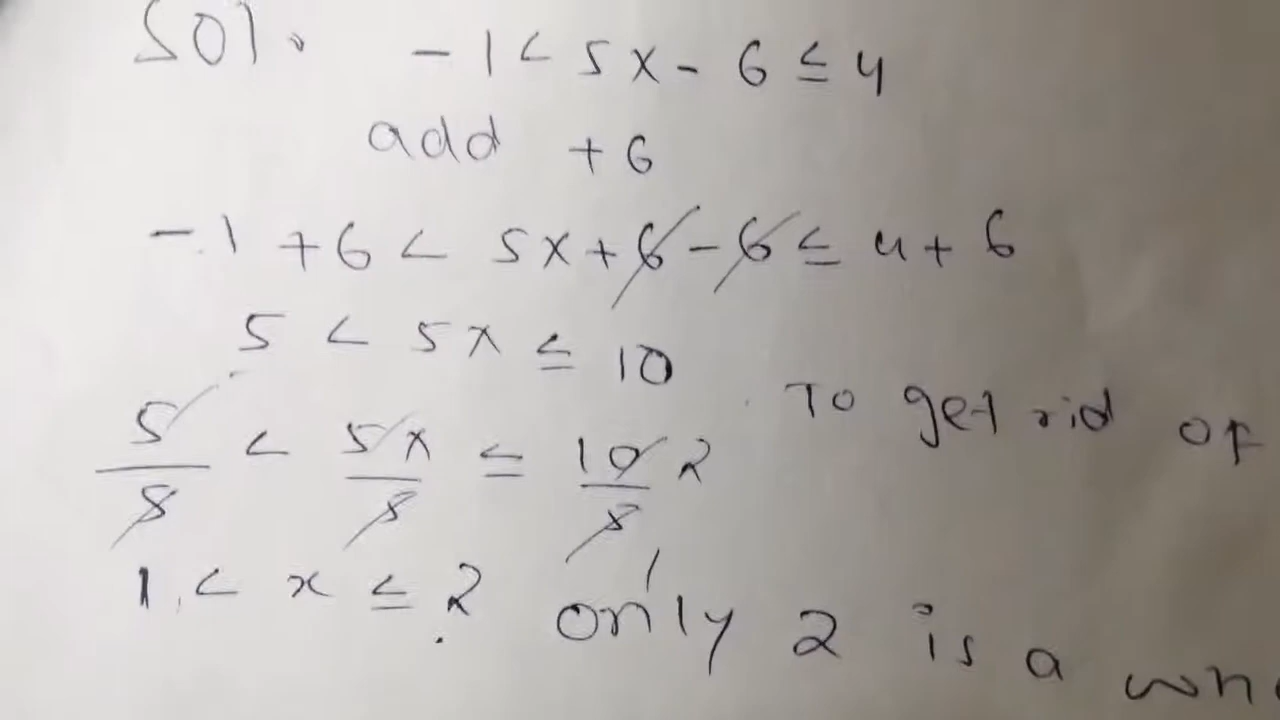 Sol.
-1 < 5x - 6 ≤ 4
add +6
-1 + 6 < 5x + 6 - 6 ≤ 4 + 6
5 < 5x ≤ 10
To get rid of
5/5 < 5x/5 ≤ 10/5 2
1 < x ≤ 2 only 2 is a